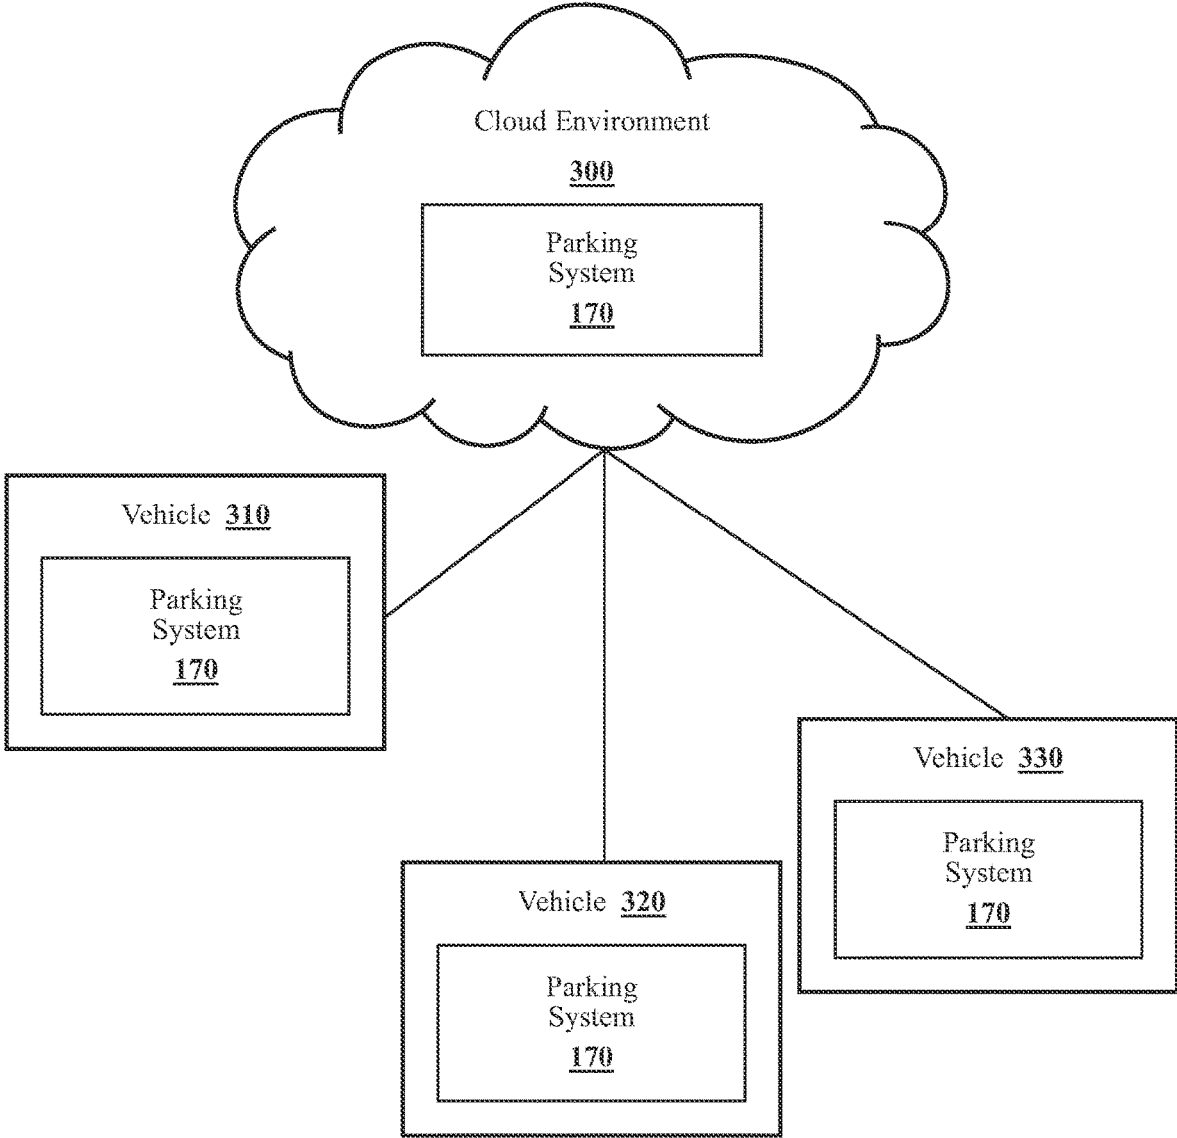 Cloud Environment
300
Parking
System
170
Vehicle 310
Parking
System
170
Vehicle 320
Parking
System
170
Vehicle 330
Parking
System
170